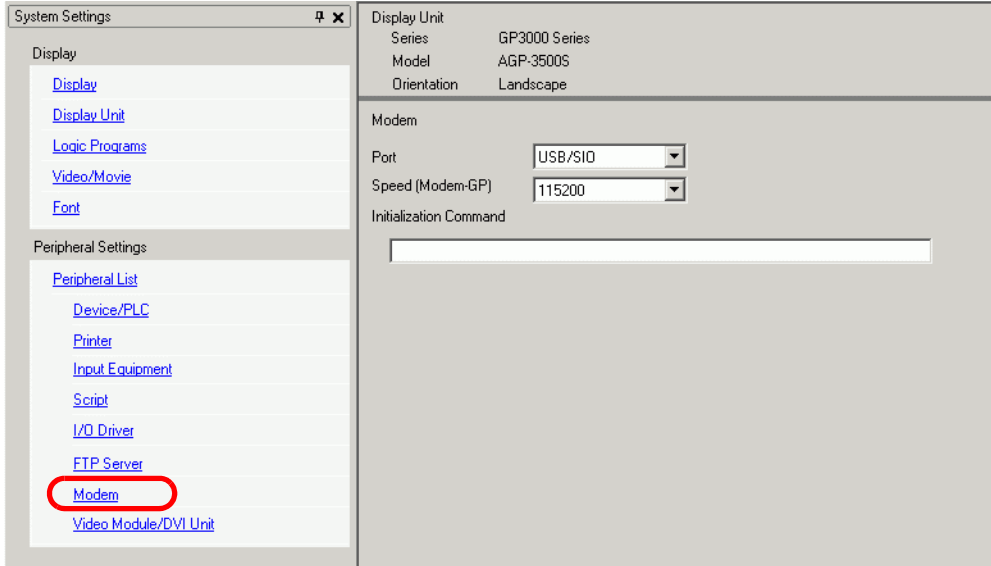 System Settings
Display
Display
Display Unit
Logic Programs
Video/Movie
Font
Peripheral Settings
Peripheral List
Device/PLC
Printer
Input Equipment
Script
I/O Driver
FTP Server
Modem
Video Module/DVI Unit
Display Unit
Series GP3000 Series
Model AGP-3500S
Orientation Landscape
Modem
Port USB/SIO
Speed (Modem-GP) 115200
Initialization Command